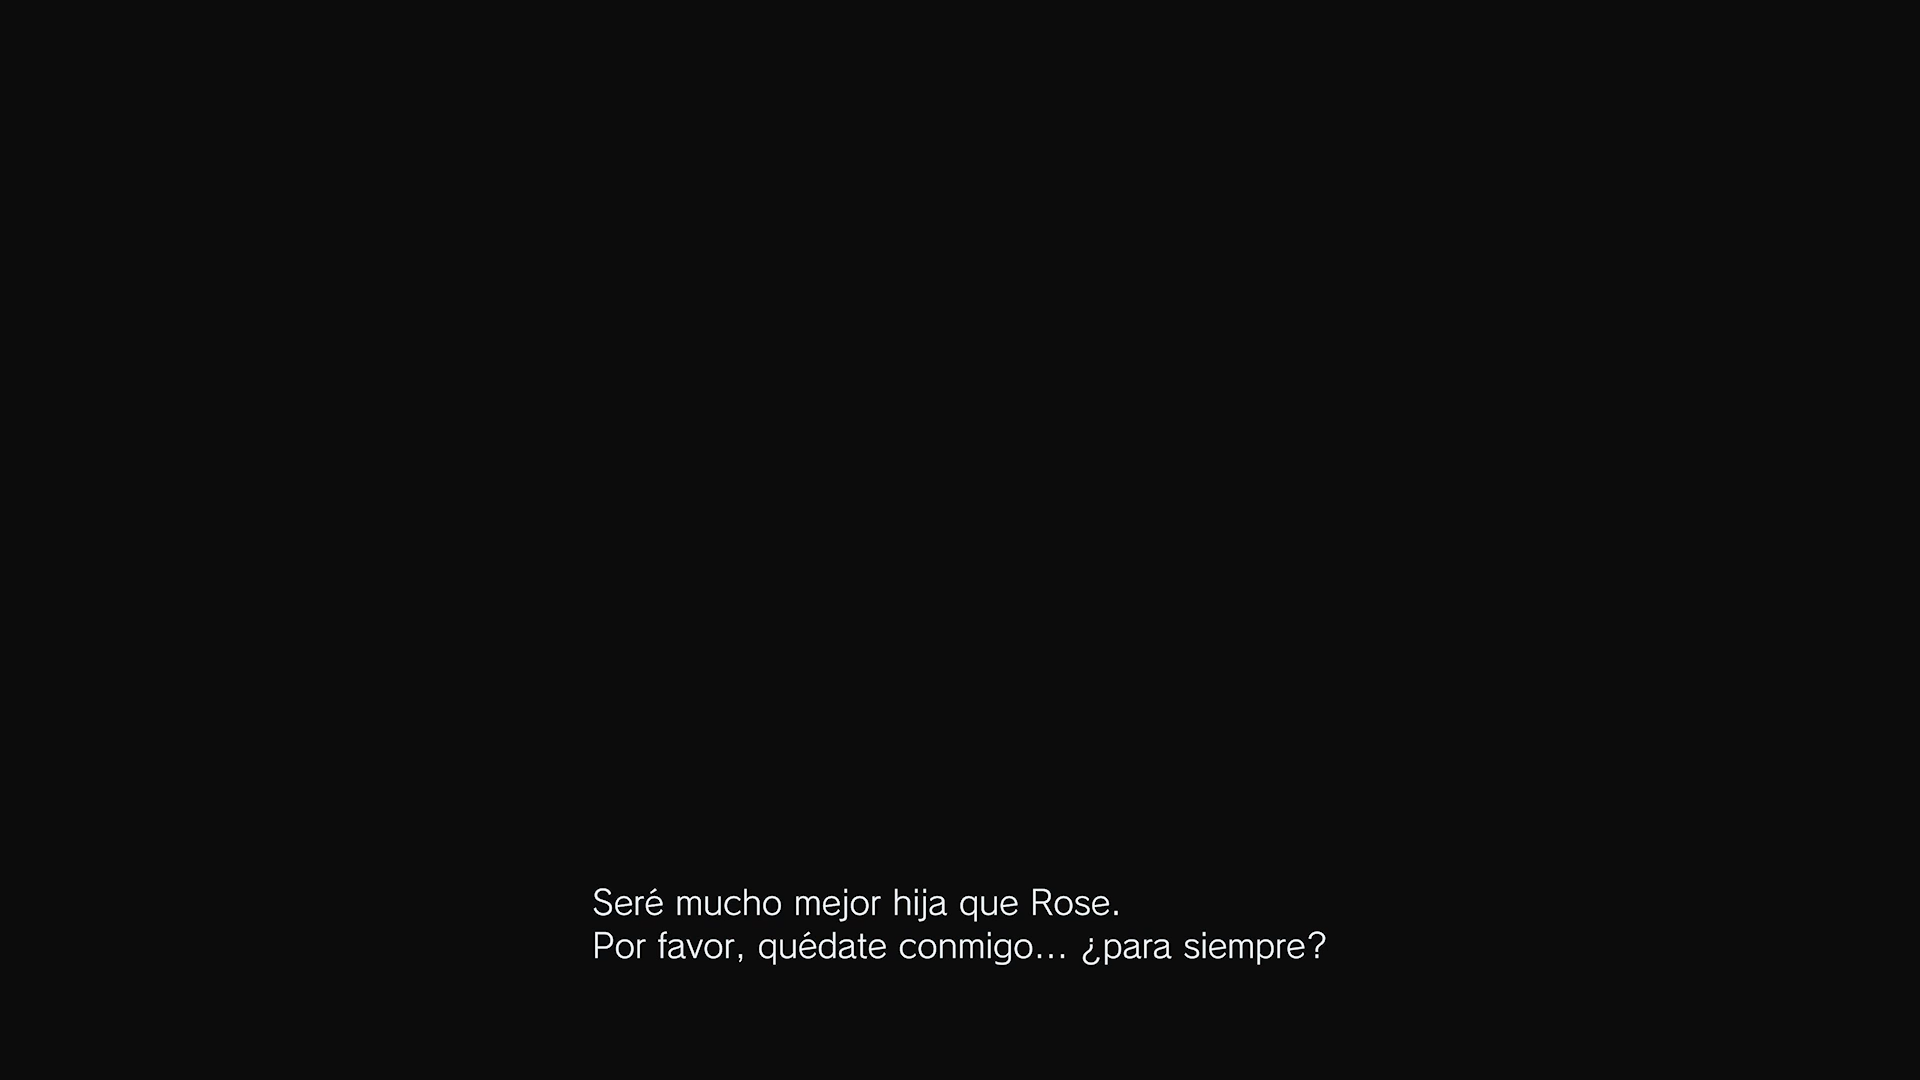 Seré mucho mejor hija que Rose.
Por favor, quédate conmigo... ¿para siempre?